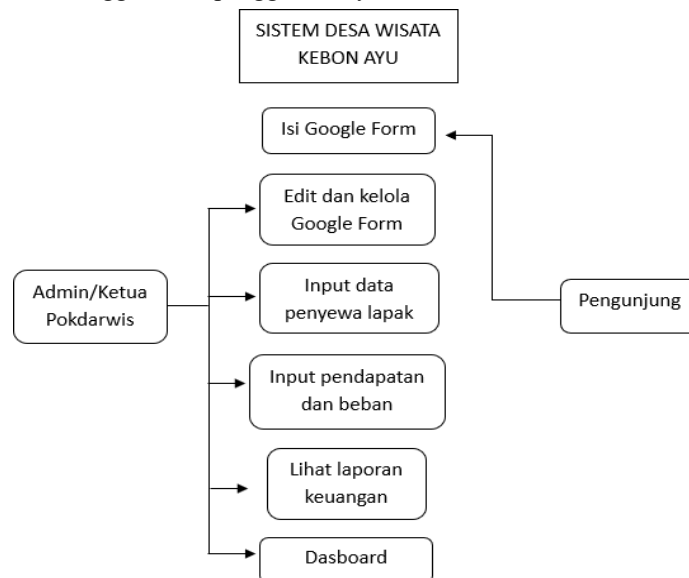 SISTEM DESA WISATA
KEBON AYU
Isi Google Form
Edit dan kelola
Google Form
Admin/Ketua
Pokdarwis
Input data
penyewa lapak
Pengunjung
Input pendapatan
dan beban
Lihat laporan
keuangan
Dasboard